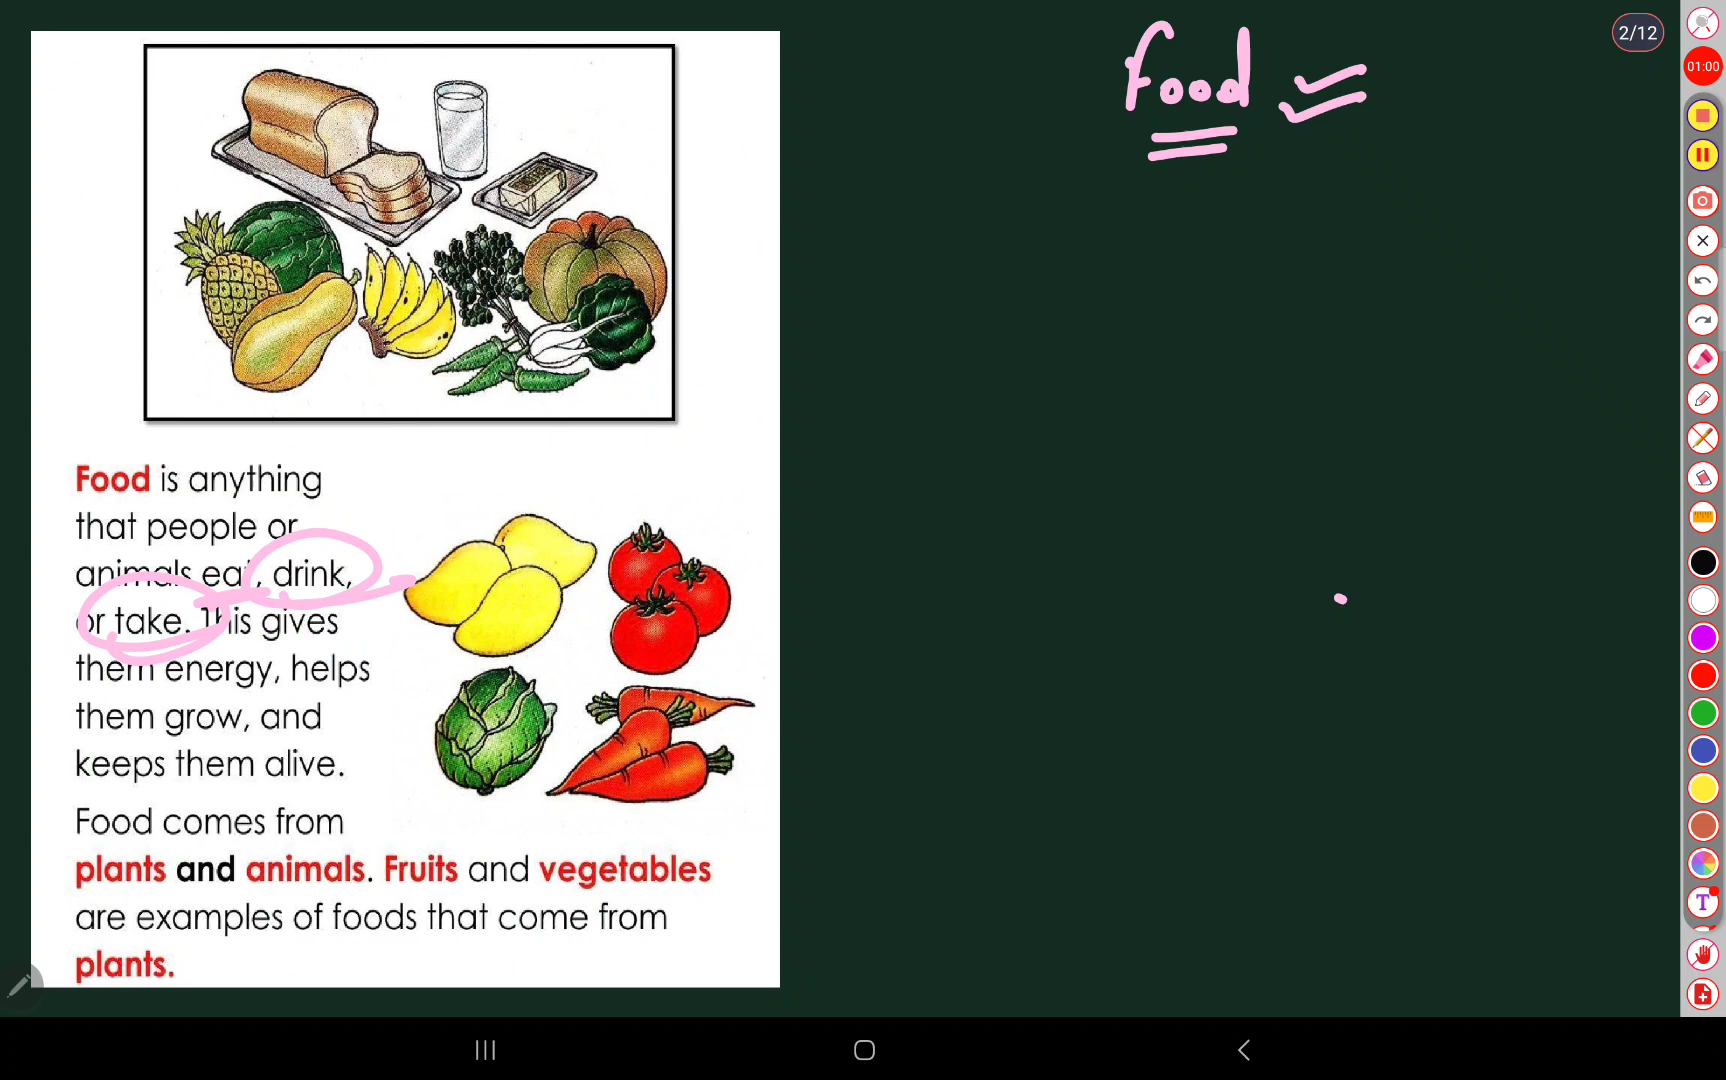 food
2/12
01:00
Food is anything
that people or
animals eat, drink,
or take. This gives
them energy, helps
them grow, and
keeps them alive.
Food comes from
plants and animals. Fruits and vegetables
are examples of foods that come from
plants.
T